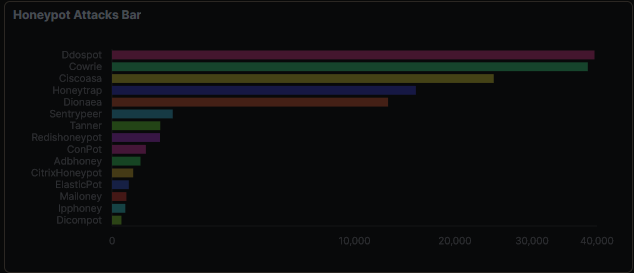 Honeypot Attacks Bar
Ddospot
Cowrie
Ciscoasa
Honeytrap
Dionaea
Sentrypeer
Tanner
Redishoneypot
ConPot
Adbhoney
CitrixHoneypot
ElasticPot
Mailoney
Ipphoney
Dicompot
0 10,000 20,000 30,000 40,000